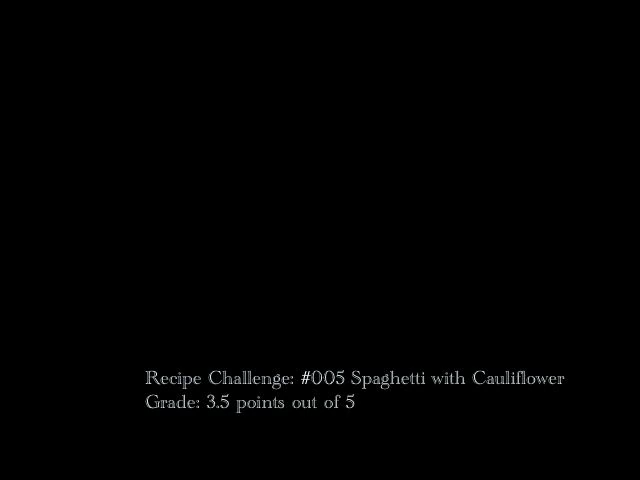 Recipe Challenge: #005 Spaghetti with Cauliflower
Grade: 3.5 points out of 5